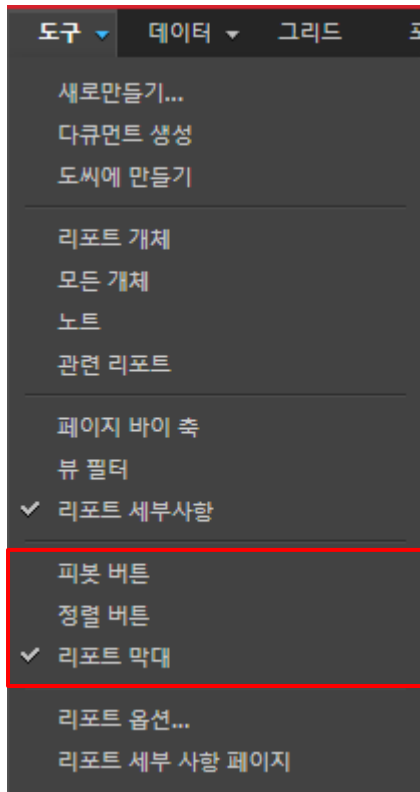 도구 데이터 그리드
새로만들기...
다큐먼트 생성
도씨에 만들기
리포트 개체
모든 개체
노트
관련 리포트
페이지 바이 축
뷰 필터
리포트 세부사항
피봇 버튼
정렬 버튼
리포트 막대
리포트 옵션...
리포트 세부 사항 페이지